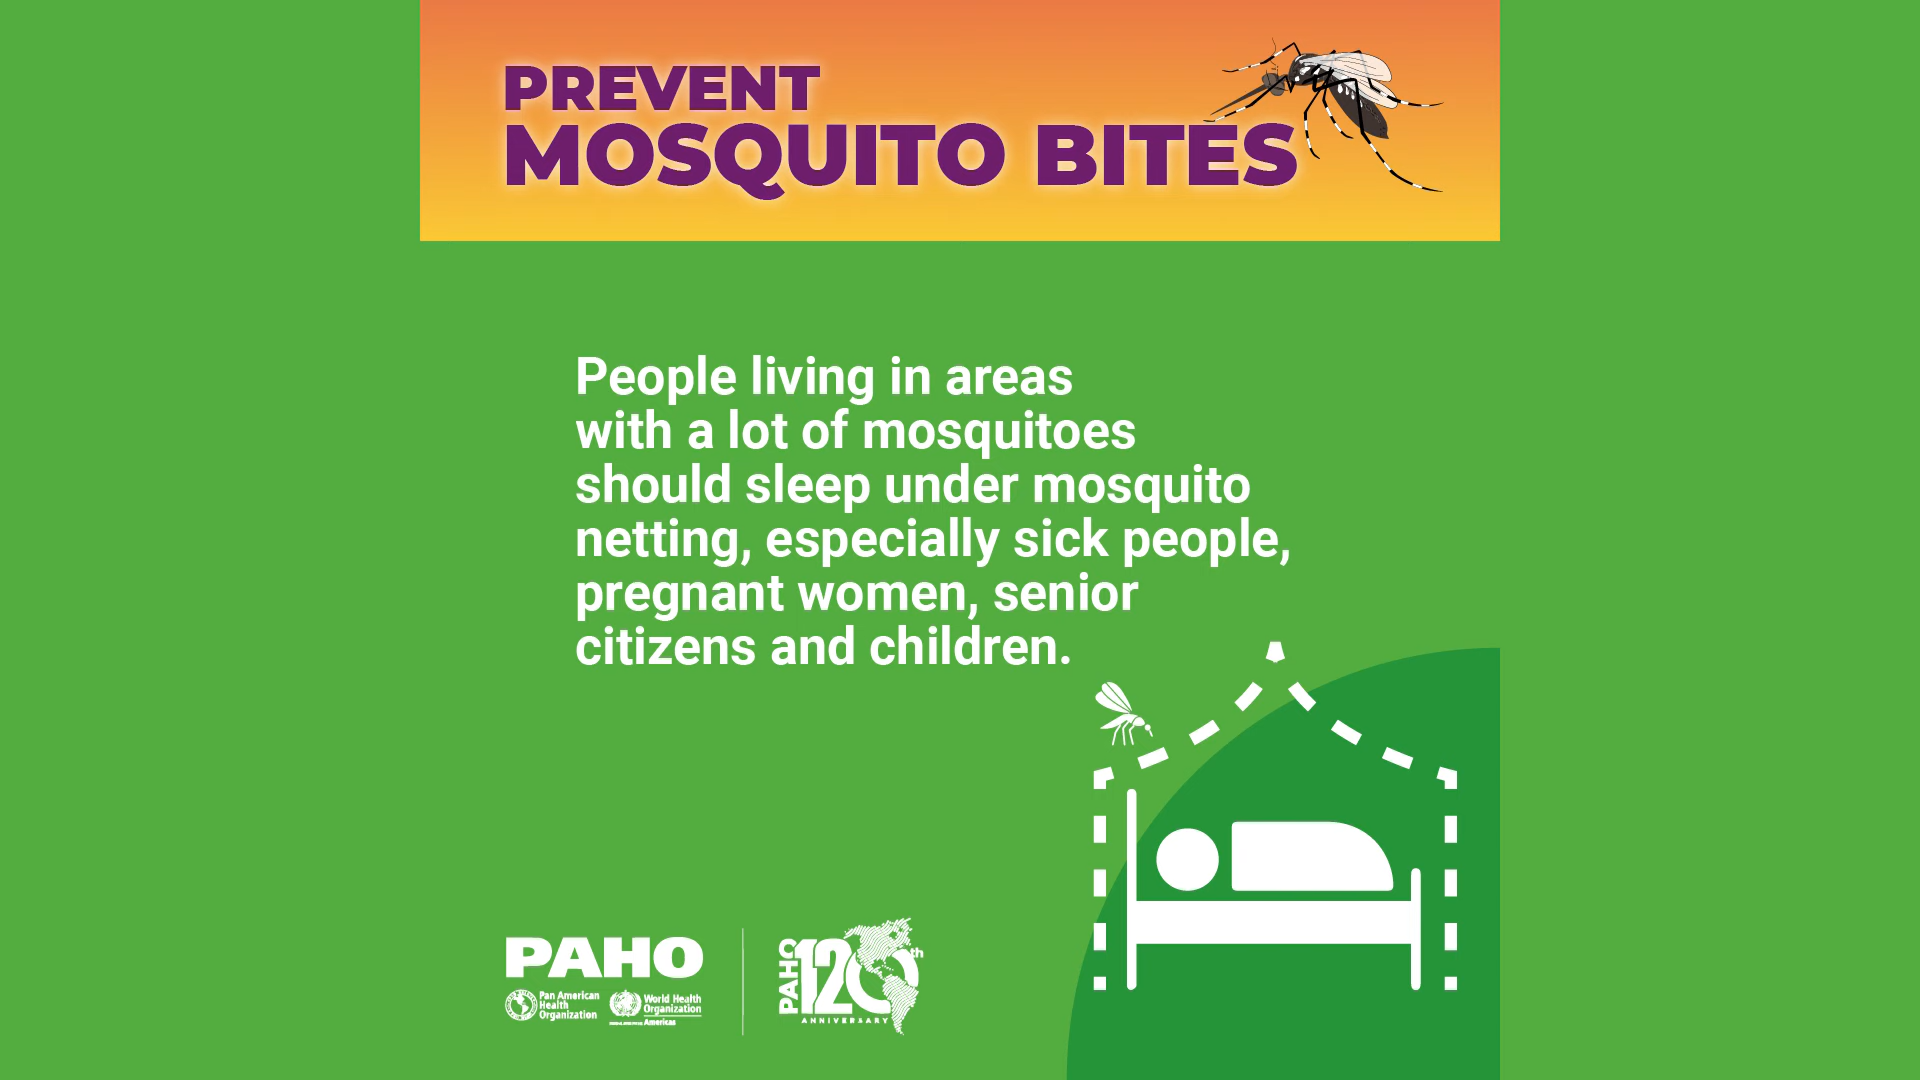 PREVENT
MOSQUITO BITES
People living in areas
with a lot of mosquitoes
should sleep under mosquito
netting, especially sick people,
pregnant women, senior
citizens and children.
PAHO
Pan American
Health
Organization
World Health
Organization
Americas
PAHO
120th
ANNIVERSARY